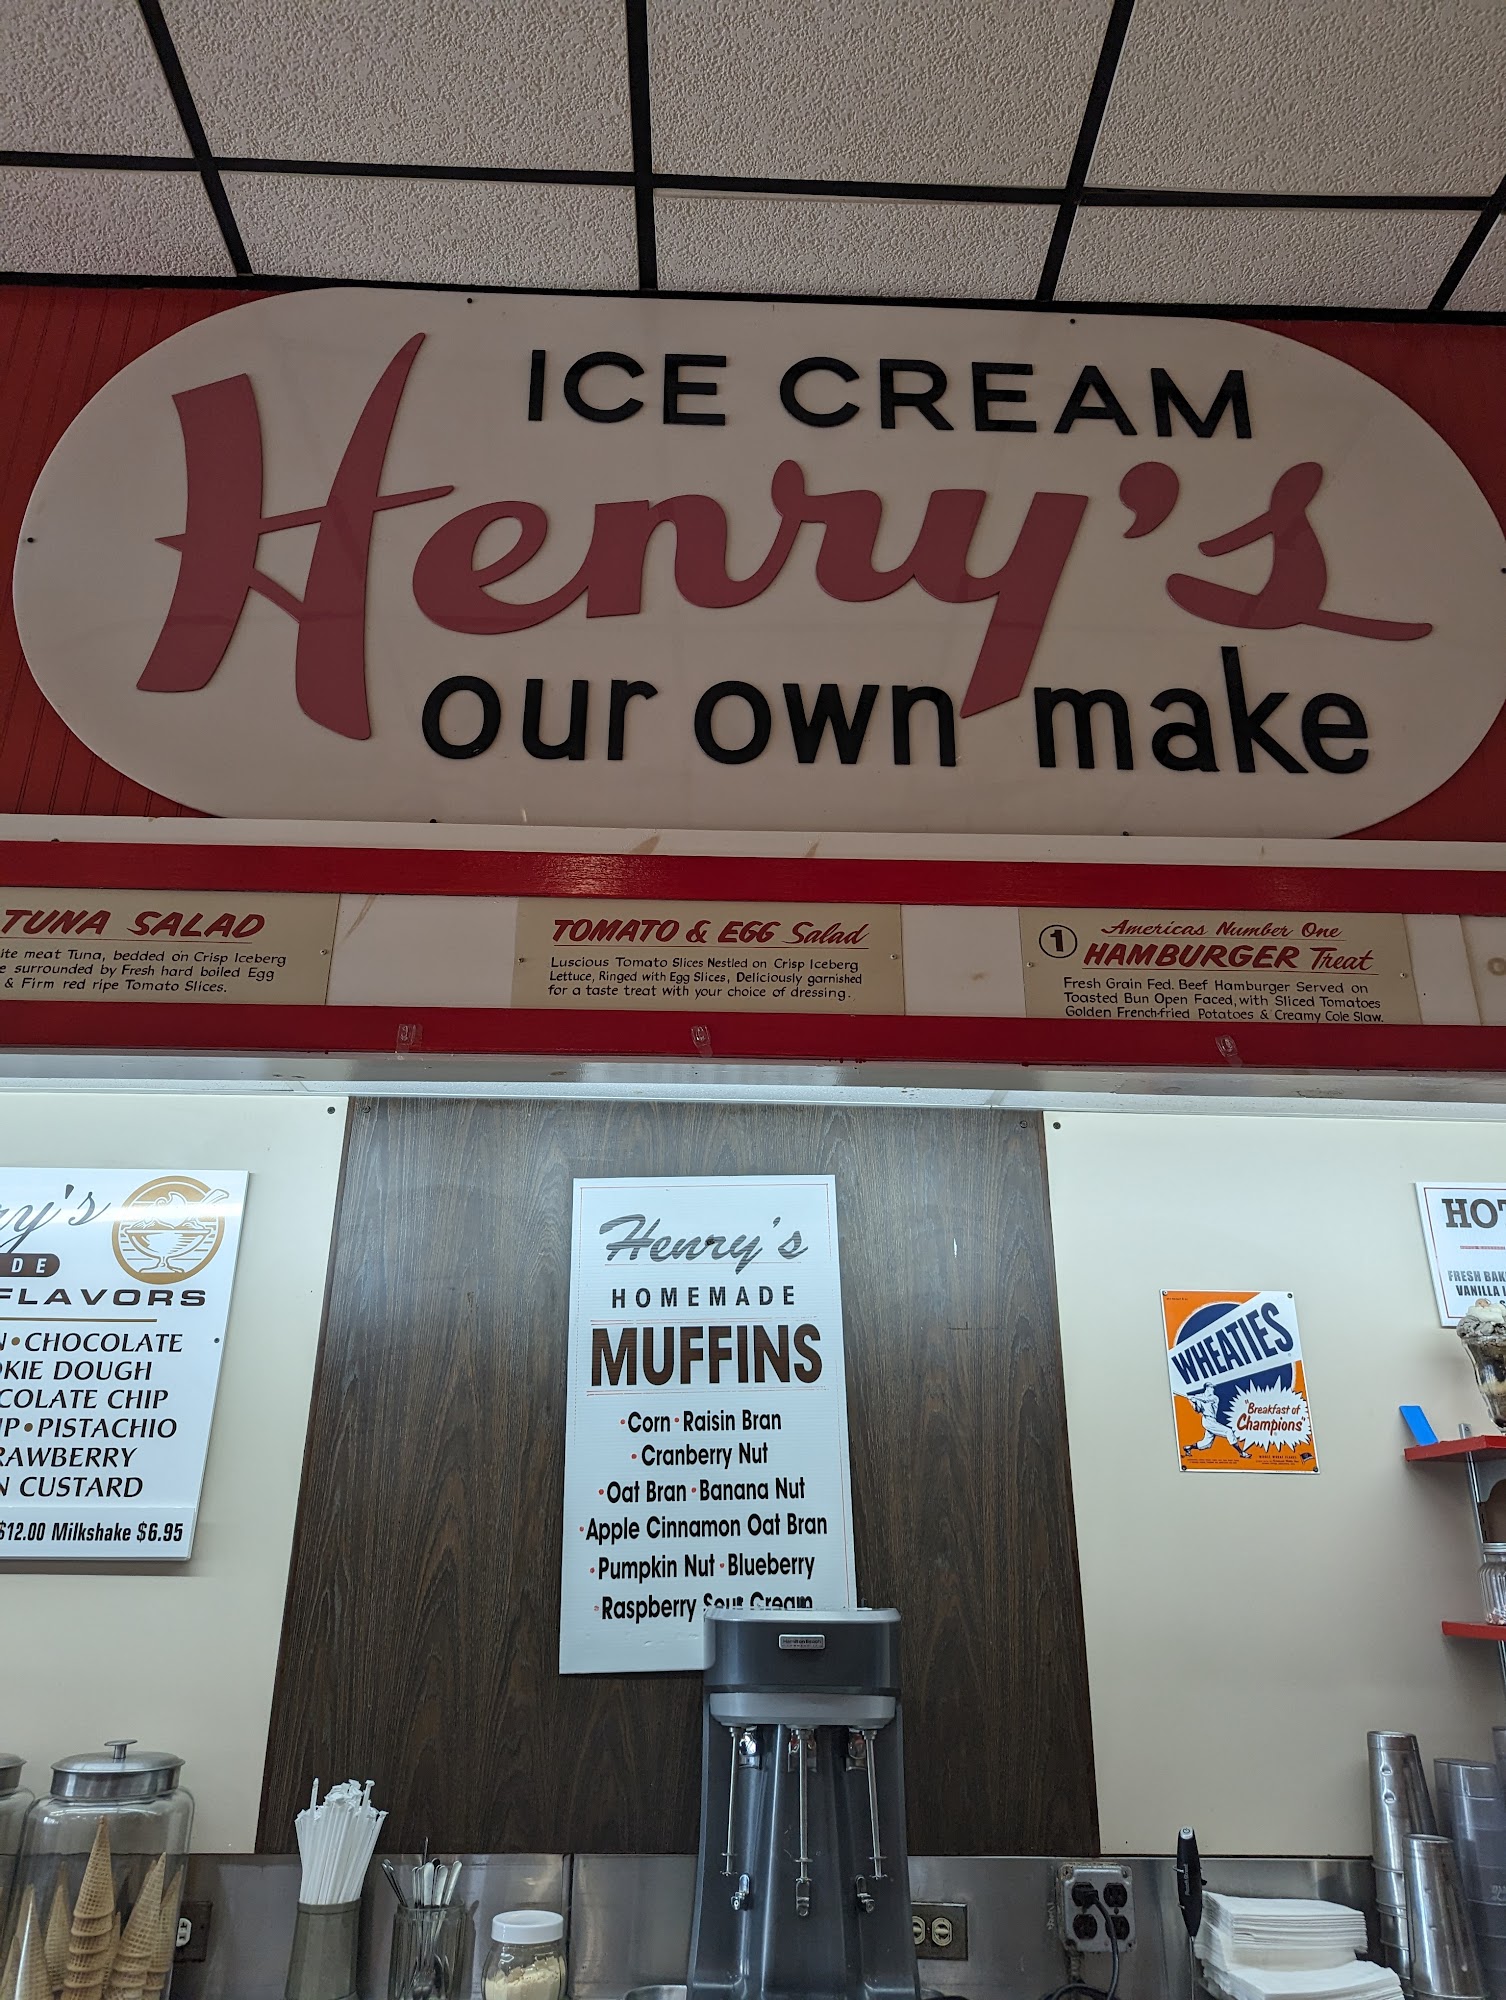 ICE CREAM
Henry's
our own make
TUNA SALAD
meat Tuna, bedded on Crisp Iceberg
surrounded by Fresh hard boiled Egg
& Firm red ripe Tomato Slices.
TOMATO & EGG Salad
Luscious Tomato Slices Nestled on Crisp Iceberg
Lettuce, Ringed with Egg Slices, Deliciously garnished
for a taste treat with your choice of dressing.
1
Americas Number One
HAMBURGER Treat
Fresh Grain Fed. Beef Hamburger Served on
Toasted Bun Open Faced, with Sliced Tomatoes
Golden French-fried Potatoes & Creamy Cole Slaw.
FLAVORS
• CHOCOLATE
DOUGH
CHIP
• PISTACHIO
CUSTARD
$12.00 Milkshake $6.95
Henry's
HOMEMADE
MUFFINS
• Corn • Raisin Bran
• Cranberry Nut
• Oat Bran • Banana Nut
• Apple Cinnamon Oat Bran
• Pumpkin Nut • Blueberry
• Raspberry Sour Cream
WHEATIES
"Breakfast of
Champions"
HOT
FRESH
VANILLA
Hamilton Beach